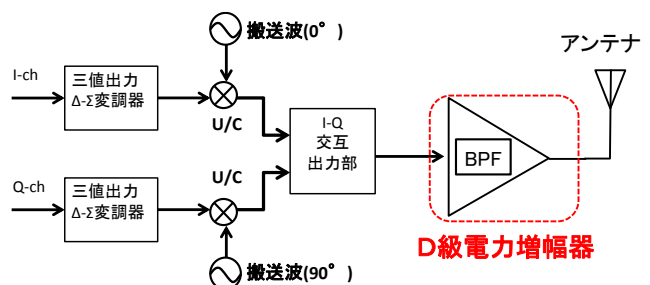 搬送波(0°)
アンテナ
I-ch
三値出力
Δ-Σ変調器
U/C
I-Q
交互
出力部
BPF
Q-ch
三値出力
Δ-Σ変調器
U/C
D級電力増幅器
搬送波(90°)